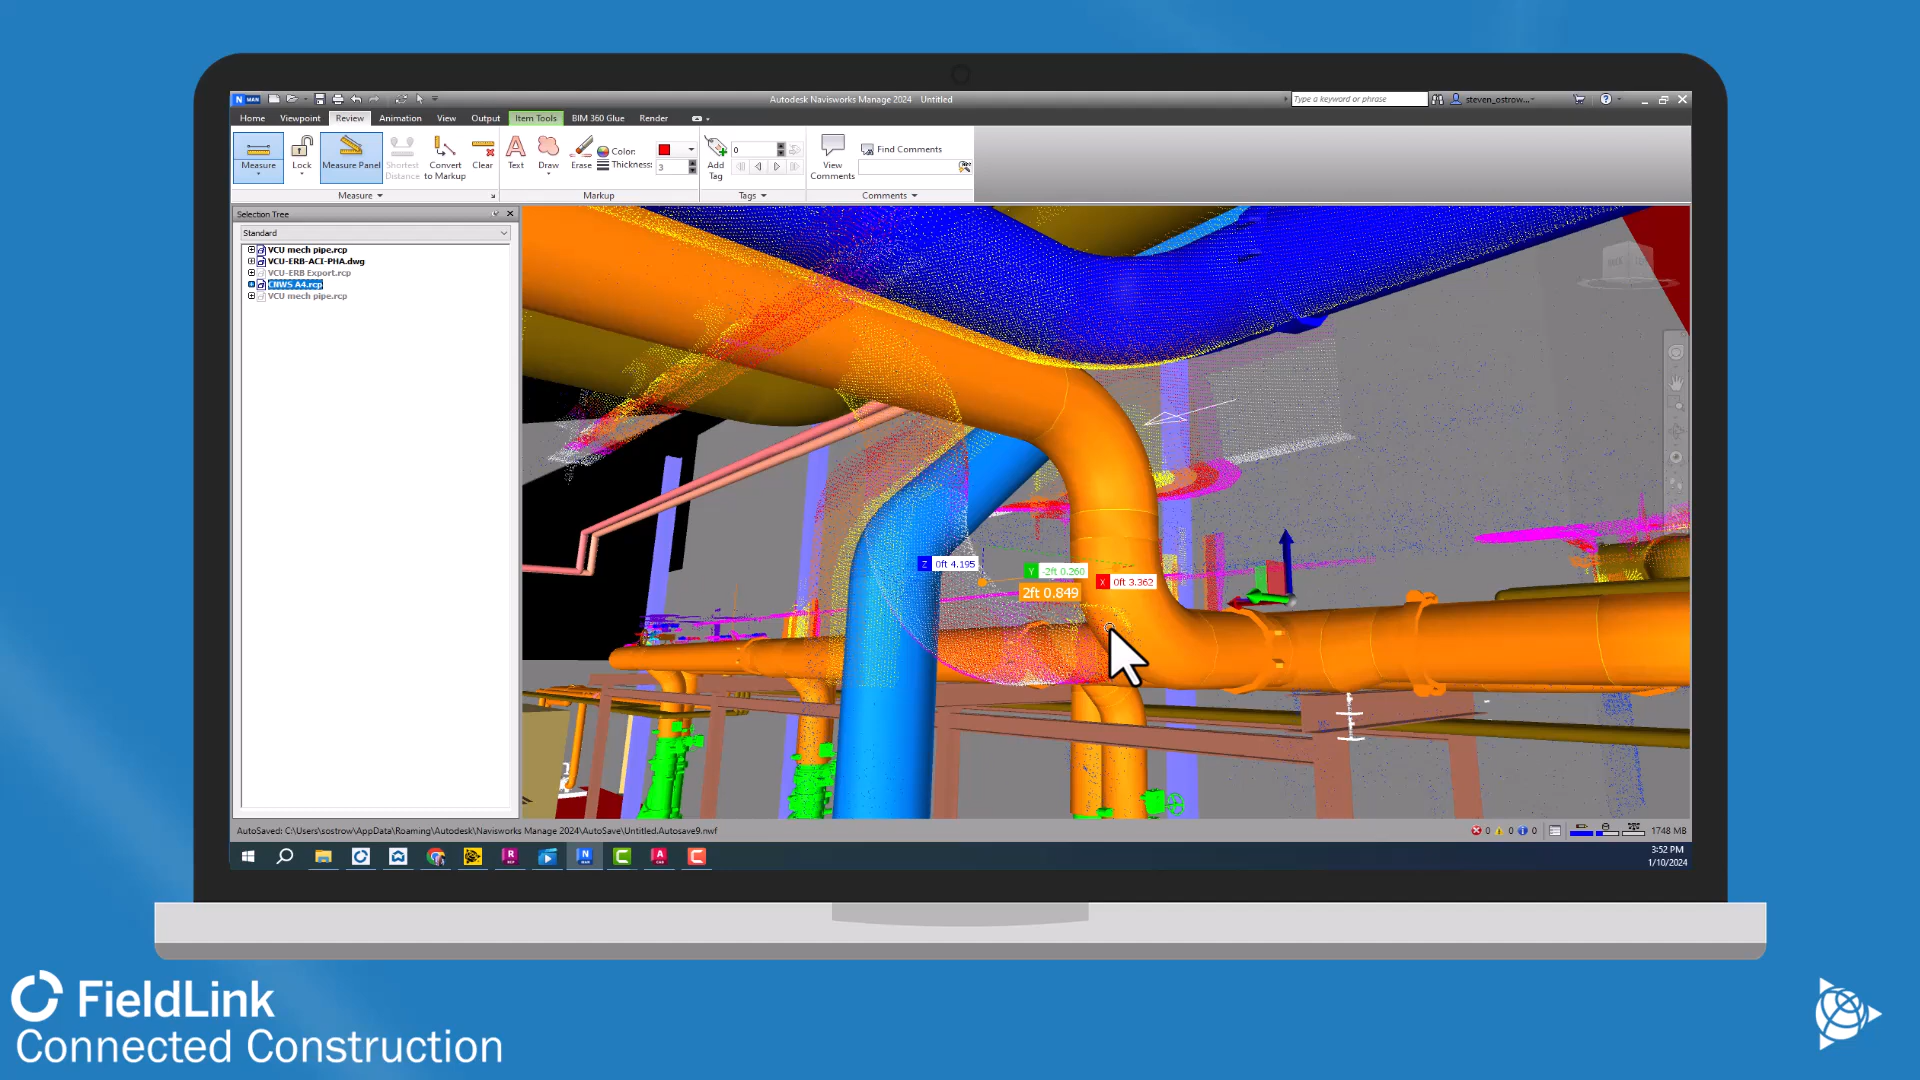 N MAN
Autodesk Navisworks Manage 2024 Untitled
Type a keyword or phrase
steven_ostrow...
Home Viewpoint Review Animation View Output Item Tools BIM 360 Glue Render
Measure
Lock
Measure Panel
Shortest
Distance
Convert
to Markup
Clear
Text
Draw
Erase
Color:
Thickness: 3
Add
Tag
0
View
Comments
Find Comments
Measure
Markup
Tags
Comments
Selection Tree
Standard
VCU mech pipe.rcp
VCU-ERB-ACI-PHA.dwg
VCU-ERB Export.rcp
CNWS A4.rcp
VCU mech pipe.rcp
Z 0ft 4.195
Y -2ft 0.260
X 0ft 3.362
2ft 0.849
AutoSaved: C:\Users\sostrow\AppData\Roaming\Autodesk\Navisworks Manage 2024\AutoSave\Untitled.Autosave9.nwf
0 0 0
1748 MB
3:52 PM
1/10/2024
FieldLink
Connected Construction